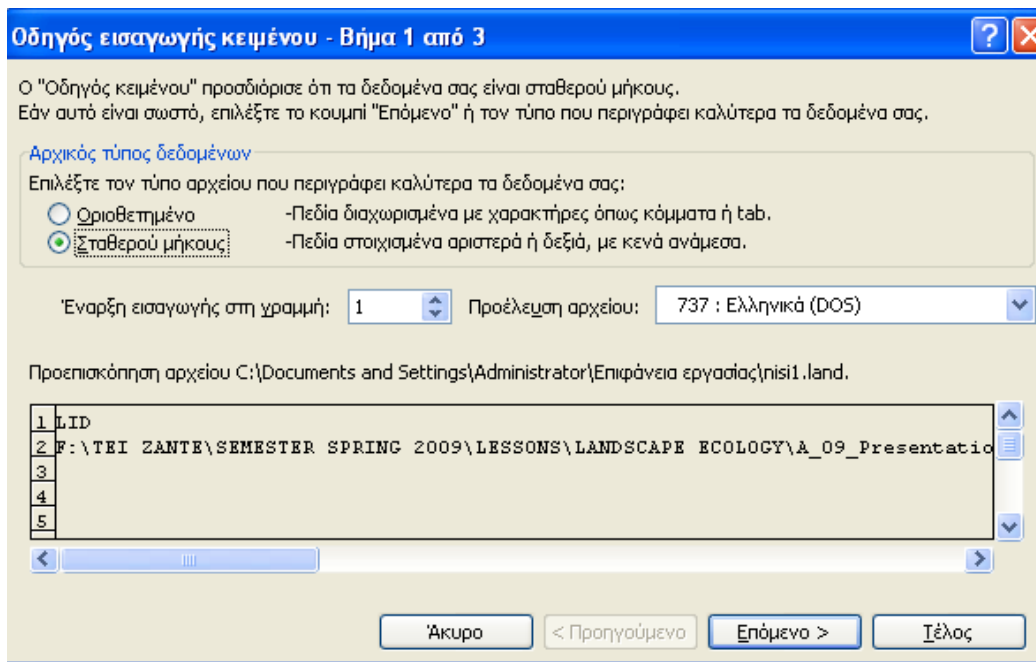 Οδηγός εισαγωγής κειμένου - Βήμα 1 από 3
Ο "Οδηγός κειμένου" προσδιόρισε ότι τα δεδομένα σας είναι σταθερού μήκους.
Εάν αυτό είναι σωστό, επιλέξτε το κουμπί "Επόμενο" ή τον τύπο που περιγράφει καλύτερα τα δεδομένα σας.
Αρχικός τύπος δεδομένων
Επιλέξτε τον τύπο αρχείου που περιγράφει καλύτερα τα δεδομένα σας:
Οριοθετημένο -Πεδία διαχωρισμένα με χαρακτήρες όπως κόμματα ή tab.
Σταθερού μήκους -Πεδία στοιχισμένα αριστερά ή δεξιά, με κενά ανάμεσα.
Έναρξη εισαγωγής στη γραμμή: 1 Προέλευση αρχείου: 737 : Ελληνικά (DOS)
Προεπισκόπηση αρχείου C:\Documents and Settings\Administrator\Επιφάνεια εργασίας\nisi1.land.
1 LID
2 F:\TEI ZANTE\SEMESTER SPRING 2009\LESSONS\LANDSCAPE ECOLOGY\A_09_Presentatio
3
4
5
Άκυρο < Προηγούμενο Επόμενο > Τέλος